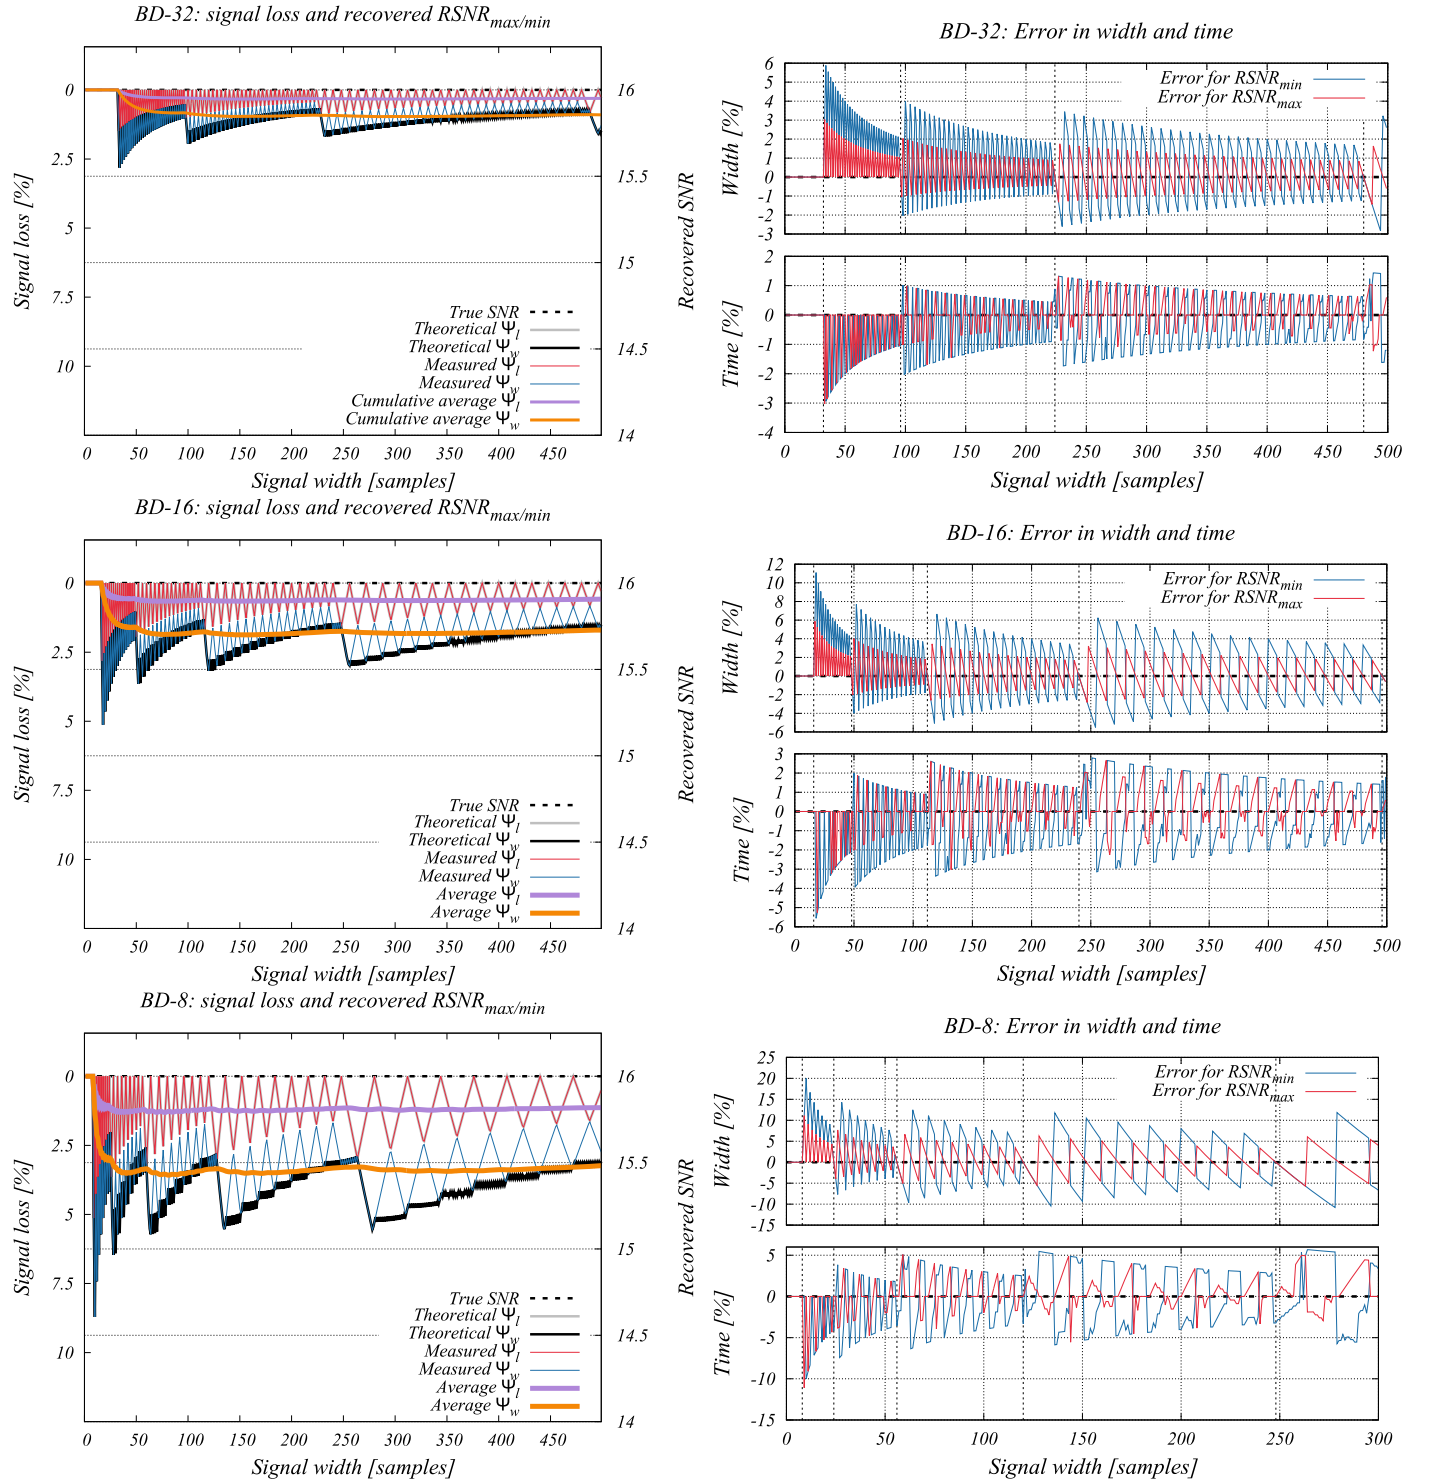 BD-32: signal loss and recovered RSNR_max/min
0
2.5
5
7.5
10
Signal loss [%]
16
15.5
15
14.5
14
Recovered SNR
True SNR
Theoretical Ψ_l
Theoretical Ψ_w
Measured Ψ_l
Measured Ψ_w
Cumulative average Ψ_l
Cumulative average Ψ_w
0 50 100 150 200 250 300 350 400 450
Signal width [samples]
BD-32: Error in width and time
Error for RSNR_min
Error for RSNR_max
6
5
4
3
2
1
0
-1
-2
-3
Width [%]
2
1
0
-1
-2
-3
-4
Time [%]
0 50 100 150 200 250 300 350 400 450 500
Signal width [samples]
BD-16: signal loss and recovered RSNR_max/min
0
2.5
5
7.5
10
Signal loss [%]
16
15.5
15
14.5
14
Recovered SNR
True SNR
Theoretical Ψ_l
Theoretical Ψ_w
Measured Ψ_l
Measured Ψ_w
Average Ψ_l
Average Ψ_w
0 50 100 150 200 250 300 350 400 450
Signal width [samples]
BD-16: Error in width and time
Error for RSNR_min
Error for RSNR_max
12
10
8
6
4
2
0
-2
-4
-6
Width [%]
3
2
1
0
-1
-2
-3
-4
-5
-6
Time [%]
0 50 100 150 200 250 300 350 400 450 500
Signal width [samples]
BD-8: signal loss and recovered RSNR_max/min
0
2.5
5
7.5
10
Signal loss [%]
16
15.5
15
14.5
14
Recovered SNR
True SNR
Theoretical Ψ_l
Theoretical Ψ_w
Measured Ψ_l
Measured Ψ_w
Average Ψ_l
Average Ψ_w
0 50 100 150 200 250 300 350 400 450
Signal width [samples]
BD-8: Error in width and time
Error for RSNR_min
Error for RSNR_max
25
20
15
10
5
0
-5
-10
-15
Width [%]
5
0
-5
-10
-15
Time [%]
0 50 100 150 200 250 300
Signal width [samples]